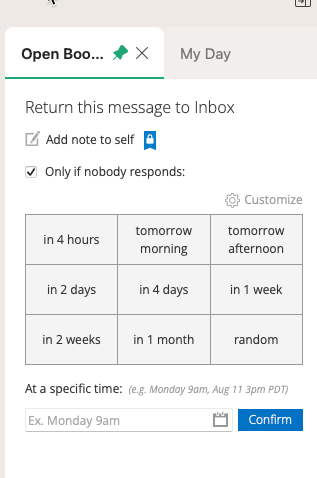 Open Boo... My Day
Return this message to Inbox
Add note to self
Only if nobody responds:
Customize
in 4 hours
tomorrow
morning
tomorrow
afternoon
in 2 days
in 4 days
in 1 week
in 2 weeks
in 1 month
random
At a specific time: (e.g. Monday 9am, Aug 11 3pm PDT)
Ex. Monday 9am
Confirm